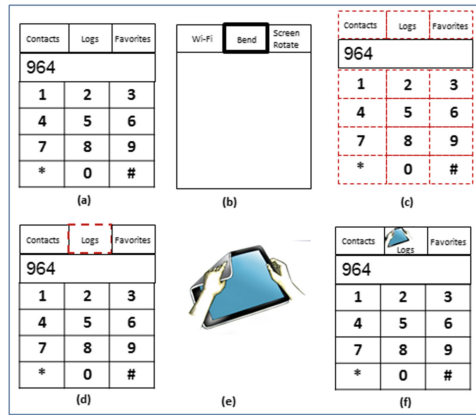 Contacts Logs Favorites
964
1 2 3
4 5 6
7 8 9
* 0 #
(a)
Wi-Fi Bend Screen Rotate
(b)
Contacts Logs Favorites
964
1 2 3
4 5 6
7 8 9
* 0 #
(c)
Contacts Logs Favorites
964
1 2 3
4 5 6
7 8 9
* 0 #
(d)
(e)
Contacts Logs Favorites
964
1 2 3
4 5 6
7 8 9
* 0 #
(f)